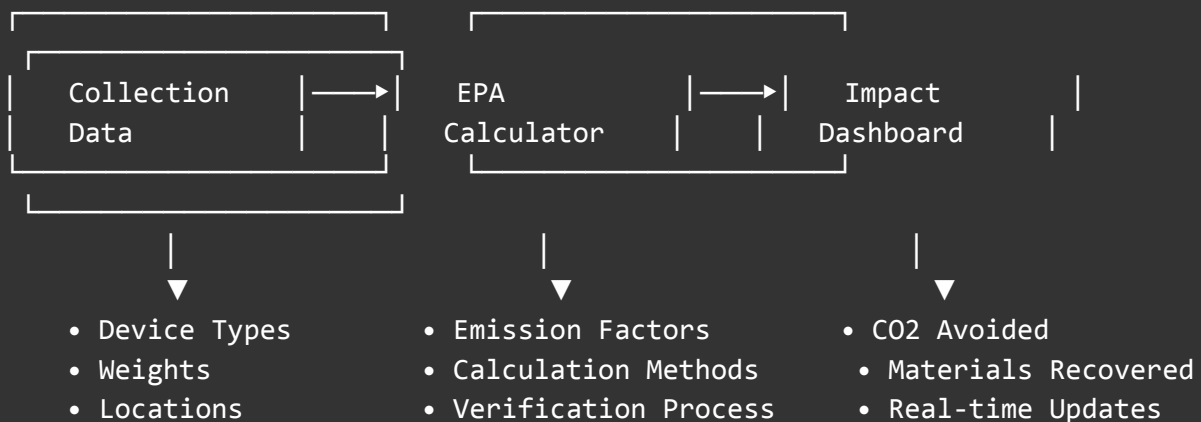 Collection EPA Impact
Data Calculator Dashboard
• Device Types • Emission Factors • CO2 Avoided
• Weights • Calculation Methods • Materials Recovered
• Locations • Verification Process • Real-time Updates